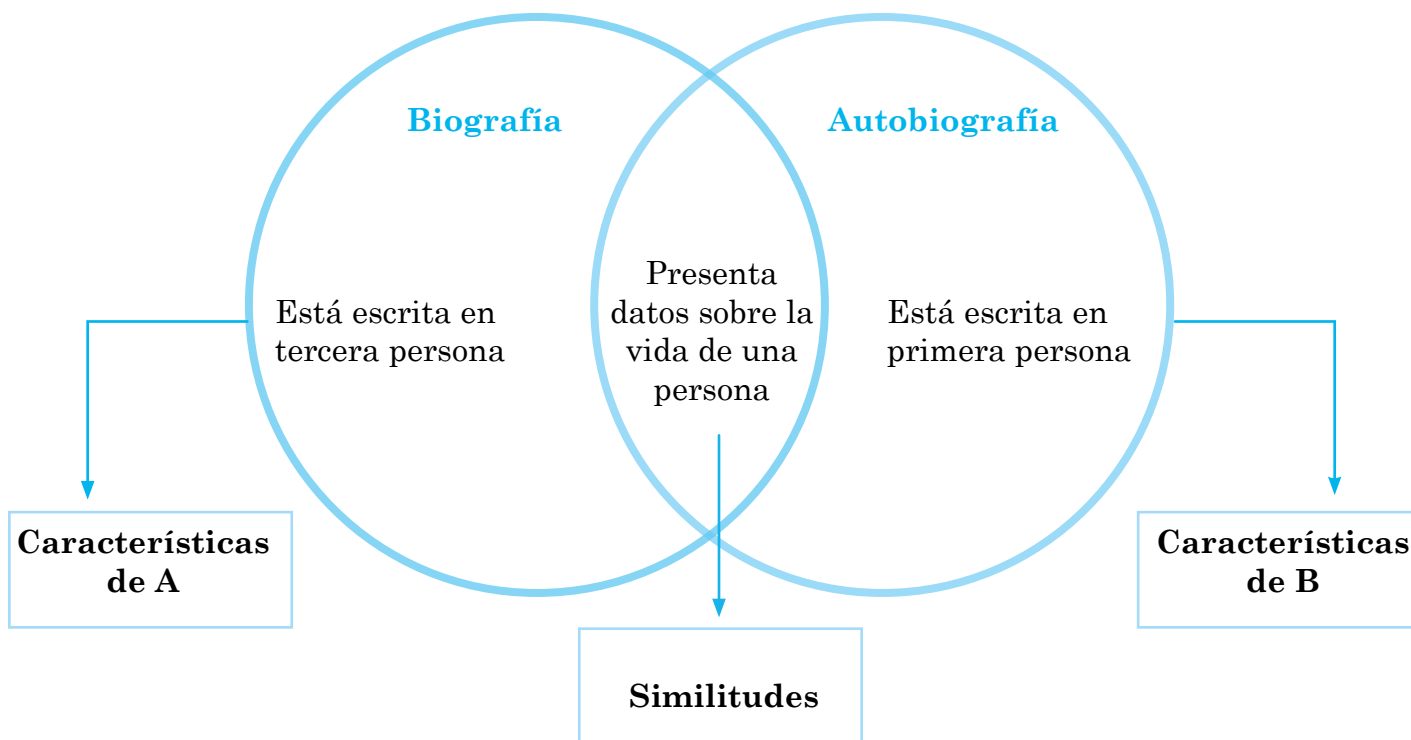 Biografía
Autobiografía
Está escrita en
tercera persona
Presenta
datos sobre la
vida de una
persona
Está escrita en
primera persona
Características
de A
Similitudes
Características
de B